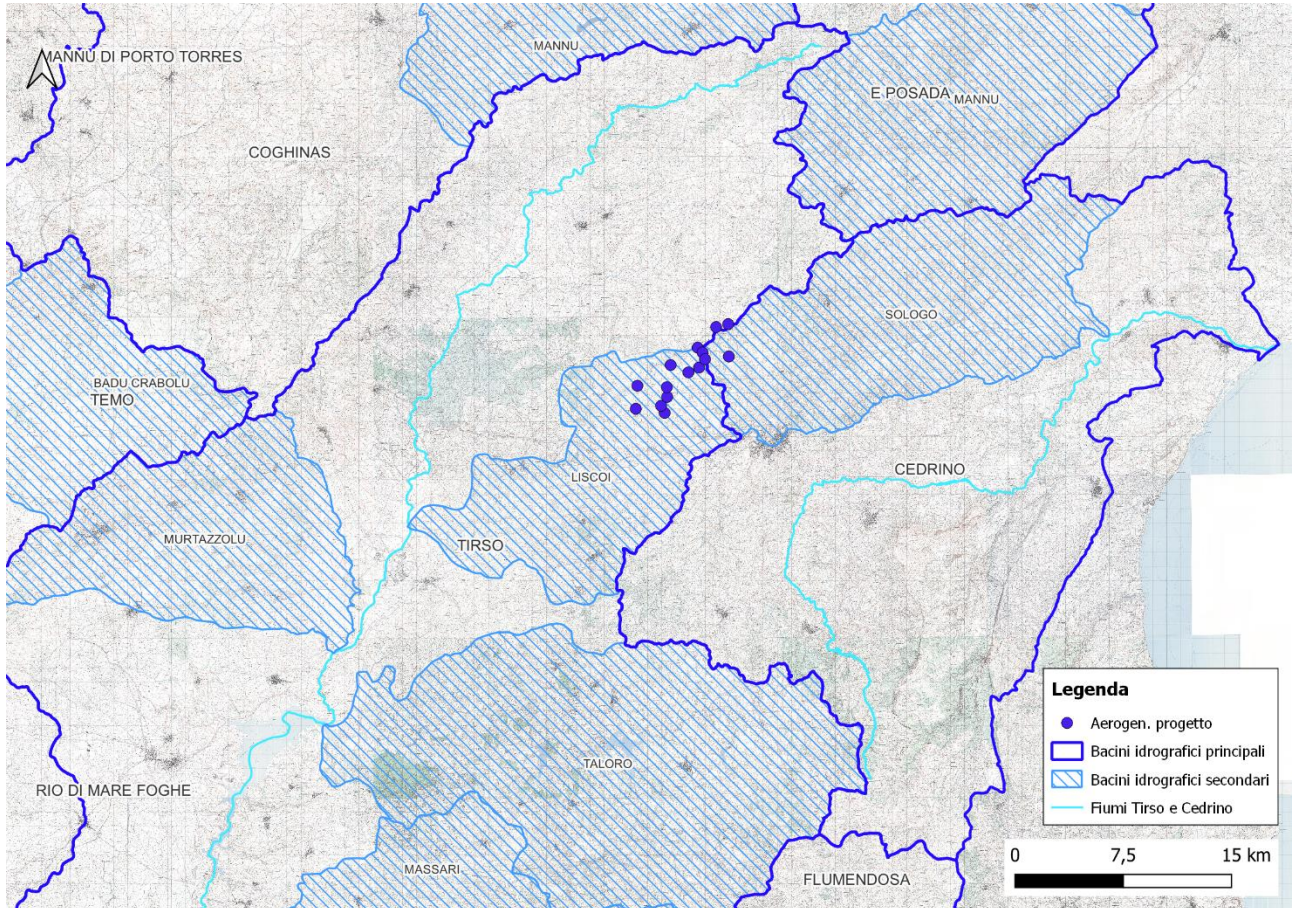 MANNU
MANNU DI PORTO TORRES
E POSADA
MANNU
COGHINAS
SOLOGO
BADU CRABOLU
TEMO
CEDRINO
LISCOI
MURTAZZOLU
TIRSO
TALORO
RIO DI MARE FOGHE
MASSARI
FLUMENDOSA
Legenda
Aerogen. progetto
Bacini idrografici principali
Bacini idrografici secondari
Fiumi Tirso e Cedrino
0 7,5 15 km